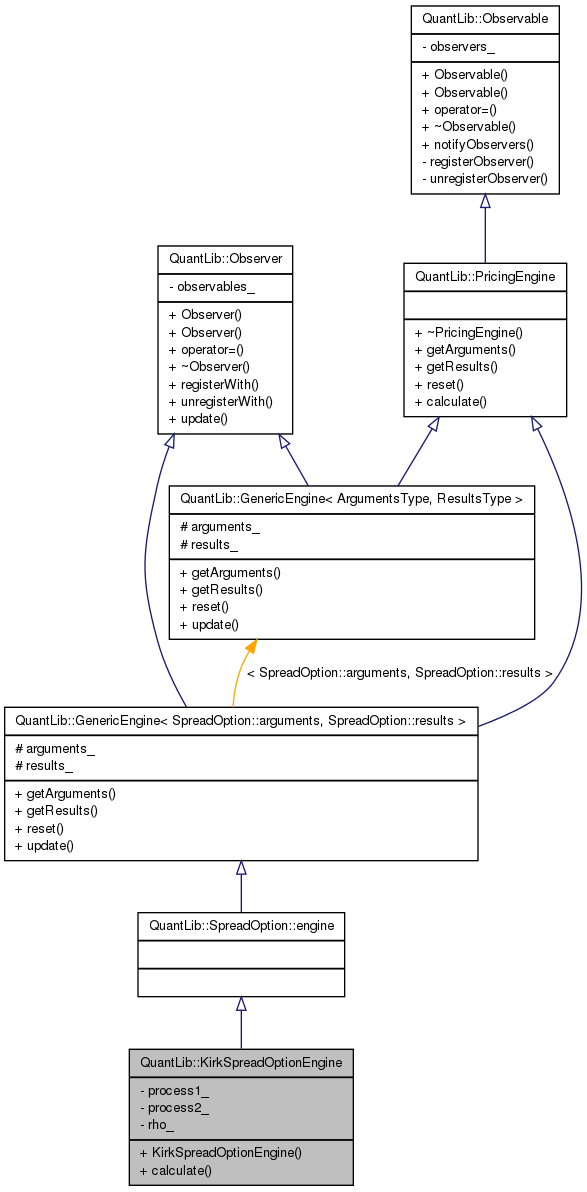 QuantLib::Observable
- observers_
+ Observable()
+ Observable()
+ operator=()
+ ~Observable()
+ notifyObservers()
- registerObserver()
- unregisterObserver()
QuantLib::Observer
- observables_
+ Observer()
+ Observer()
+ operator=()
+ ~Observer()
+ registerWith()
+ unregisterWith()
+ update()
QuantLib::PricingEngine
+ ~PricingEngine()
+ getArguments()
+ getResults()
+ reset()
+ calculate()
QuantLib::GenericEngine< ArgumentsType, ResultsType >
# arguments_
# results_
+ getArguments()
+ getResults()
+ reset()
+ update()
< SpreadOption::arguments, SpreadOption::results >
QuantLib::GenericEngine< SpreadOption::arguments, SpreadOption::results >
# arguments_
# results_
+ getArguments()
+ getResults()
+ reset()
+ update()
QuantLib::SpreadOption::engine
QuantLib::KirkSpreadOptionEngine
- process1_
- process2_
- rho_
+ KirkSpreadOptionEngine()
+ calculate()